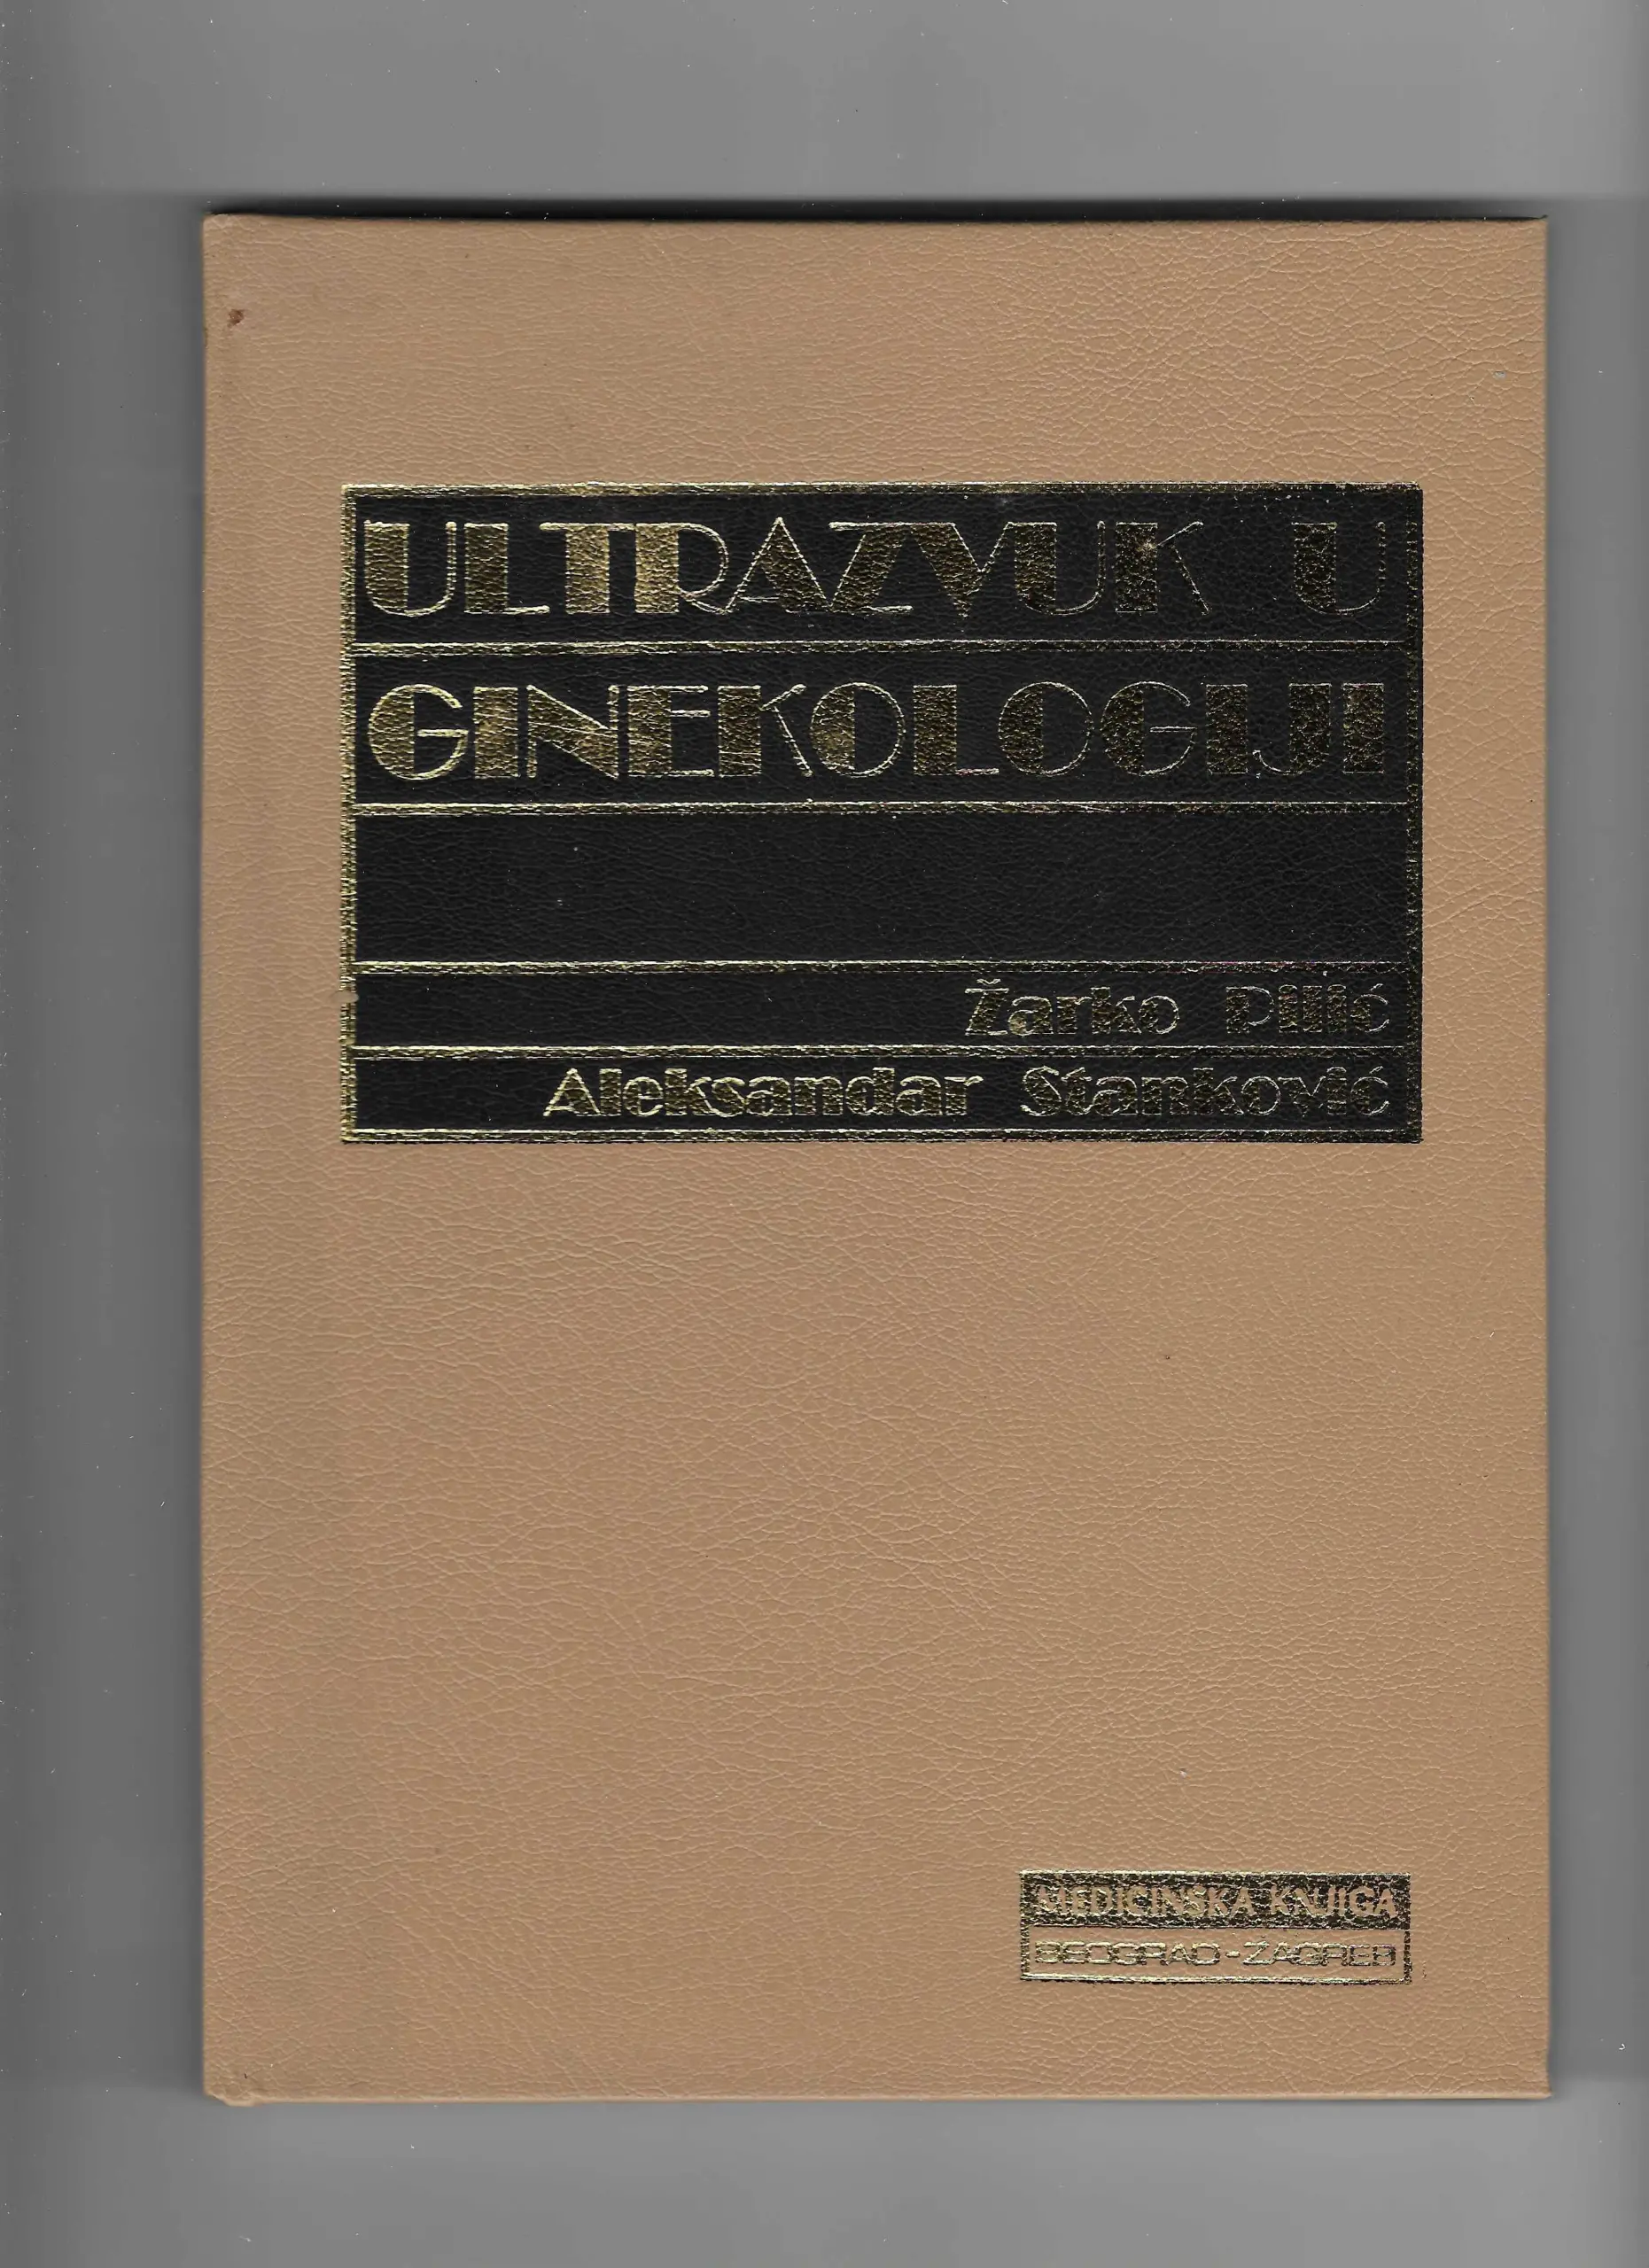 ULTRAZVUK U
GINEKOLOGIJI
Žarko Pilić
Aleksandar Stanković
MEDICINSKA KNJIGA
BEOGRAD-ZAGREB